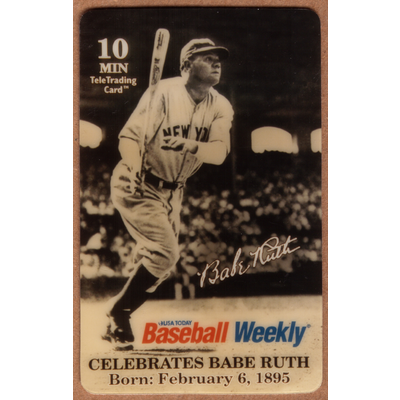 10
MIN
TeleTrading
Card™
NEW YORK
Babe Ruth
USA TODAY
Baseball Weekly®
CELEBRATES BABE RUTH
Born: February 6, 1895